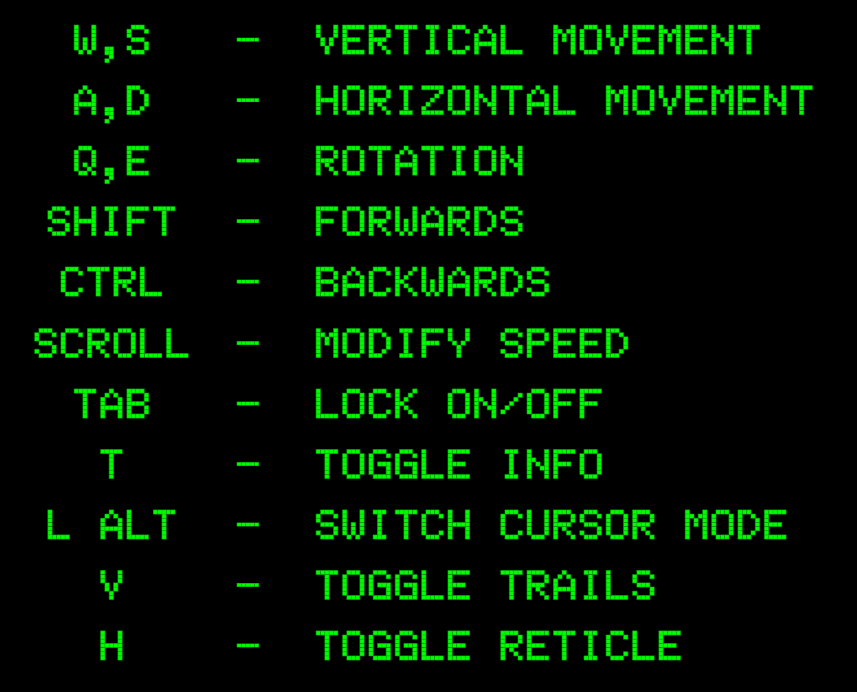 W,S - VERTICAL MOVEMENT
A,D - HORIZONTAL MOVEMENT
Q,E - ROTATION
SHIFT - FORWARDS
CTRL - BACKWARDS
SCROLL - MODIFY SPEED
TAB - LOCK ON/OFF
T - TOGGLE INFO
L ALT - SWITCH CURSOR MODE
V - TOGGLE TRAILS
H - TOGGLE RETICLE